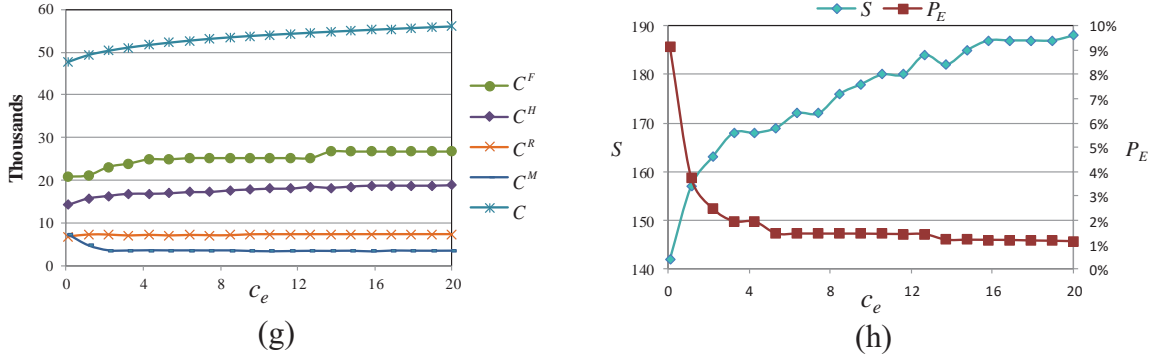 60
50
40
30
20
10
0
Thousands
0 4 8 12 16 20
c_e
C^F
C^H
C^R
C^M
C
(g)
S P_E
190
180
170
160
150
140
S
10%
9%
8%
7%
6%
5%
4%
3%
2%
1%
0%
P_E
0 4 8 12 16 20
c_e
(h)